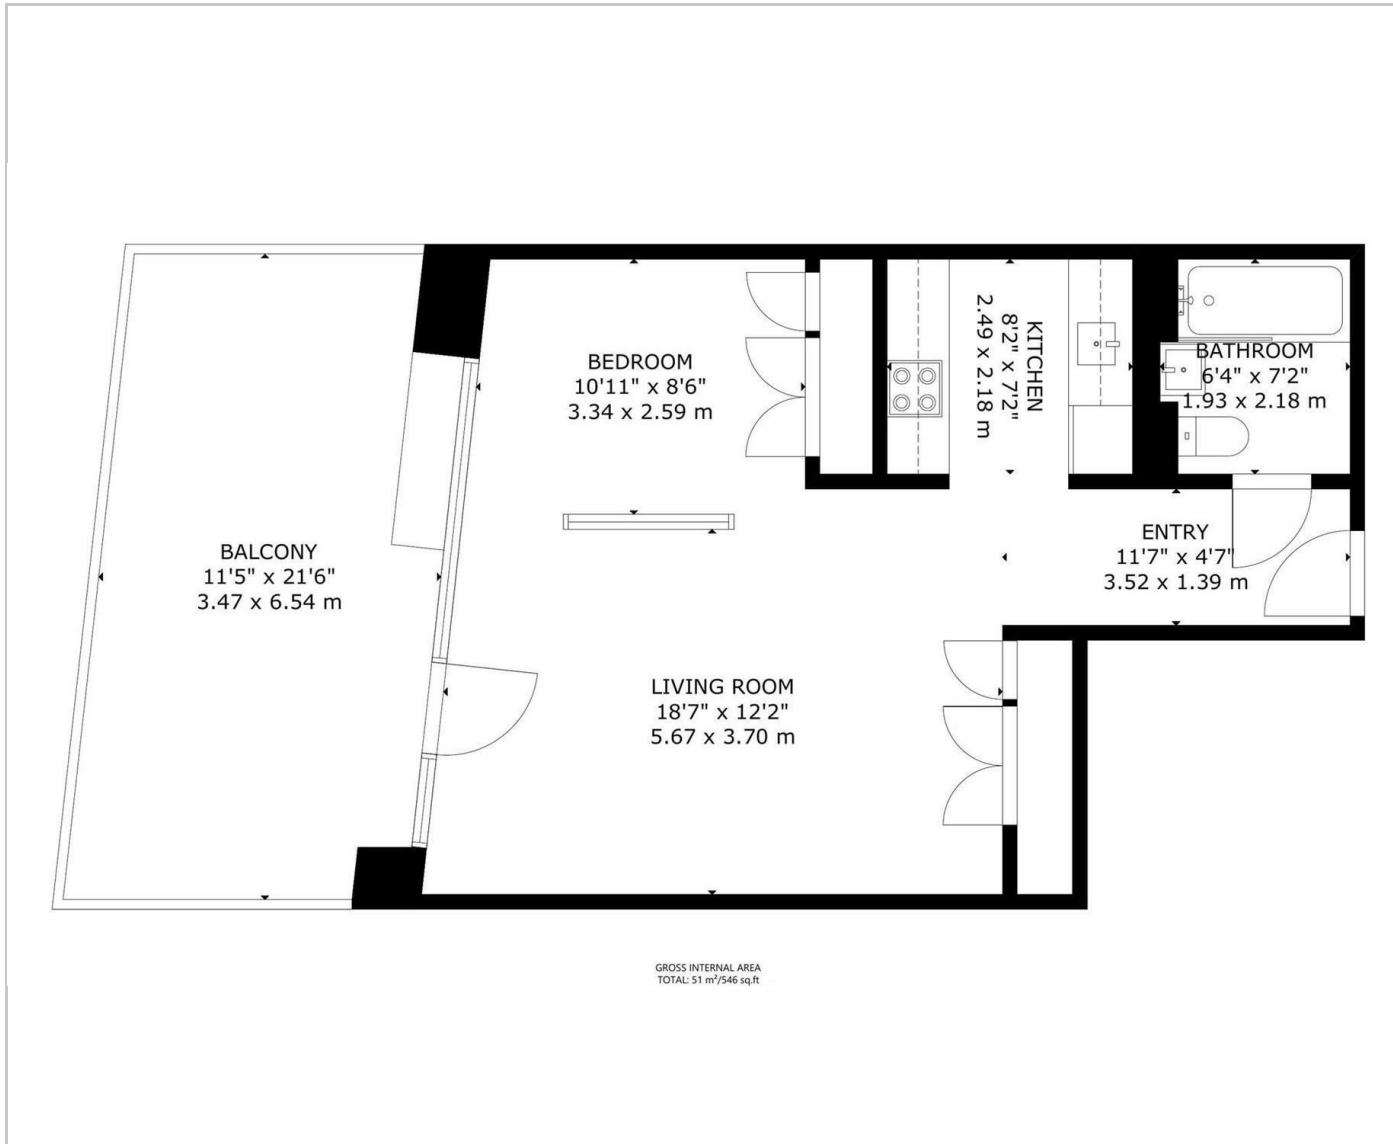 BEDROOM
10'11" x 8'6"
3.34 x 2.59 m
KITCHEN
8'2" x 7'2"
2.49 x 2.18 m
BATHROOM
6'4" x 7'2"
1.93 x 2.18 m
BALCONY
11'5" x 21'6"
3.47 x 6.54 m
ENTRY
11'7" x 4'7"
3.52 x 1.39 m
LIVING ROOM
18'7" x 12'2"
5.67 x 3.70 m
GROSS INTERNAL AREA
TOTAL: 51 m²/546 sq.ft